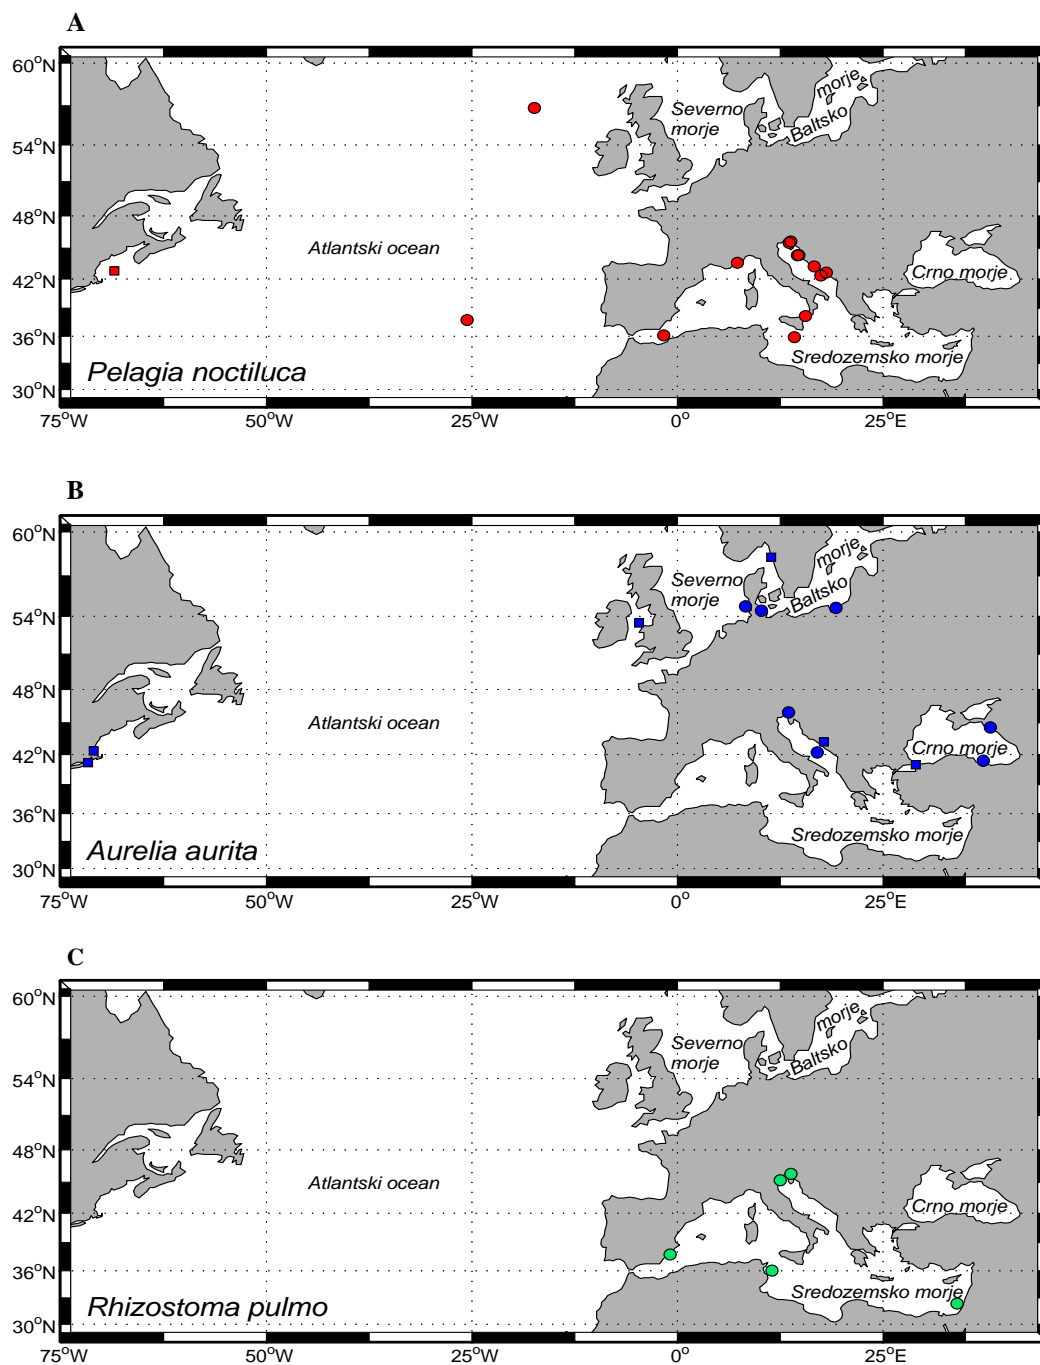 A
60°N
54°N
48°N
42°N
36°N
30°N
Severno
morje
Baltsko
morje
Atlantski ocean
Crno morje
Sredozemsko morje
Pelagia noctiluca
75°W
50°W
25°W
0°
25°E
B
60°N
54°N
48°N
42°N
36°N
30°N
Severno
morje
Baltsko
morje
Atlantski ocean
Crno morje
Sredozemsko morje
Aurelia aurita
75°W
50°W
25°W
0°
25°E
C
60°N
54°N
48°N
42°N
36°N
30°N
Severno
morje
Baltsko
morje
Atlantski ocean
Crno morje
Sredozemsko morje
Rhizostoma pulmo
75°W
50°W
25°W
0°
25°E